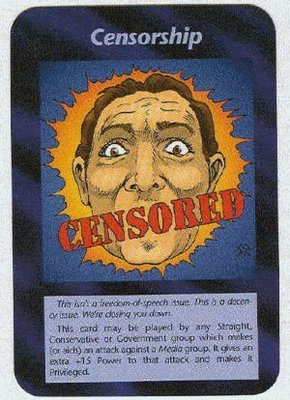 Censorship
CENSORED
This isn't a freedom-of-speech issue. This is a decen-
cy issue. We're closing you down.
This card may be played by any Straight,
Conservative or Government group which makes
(or aids) an attack against a Media group. It gives an
extra +15 Power to that attack and makes it
Privileged.